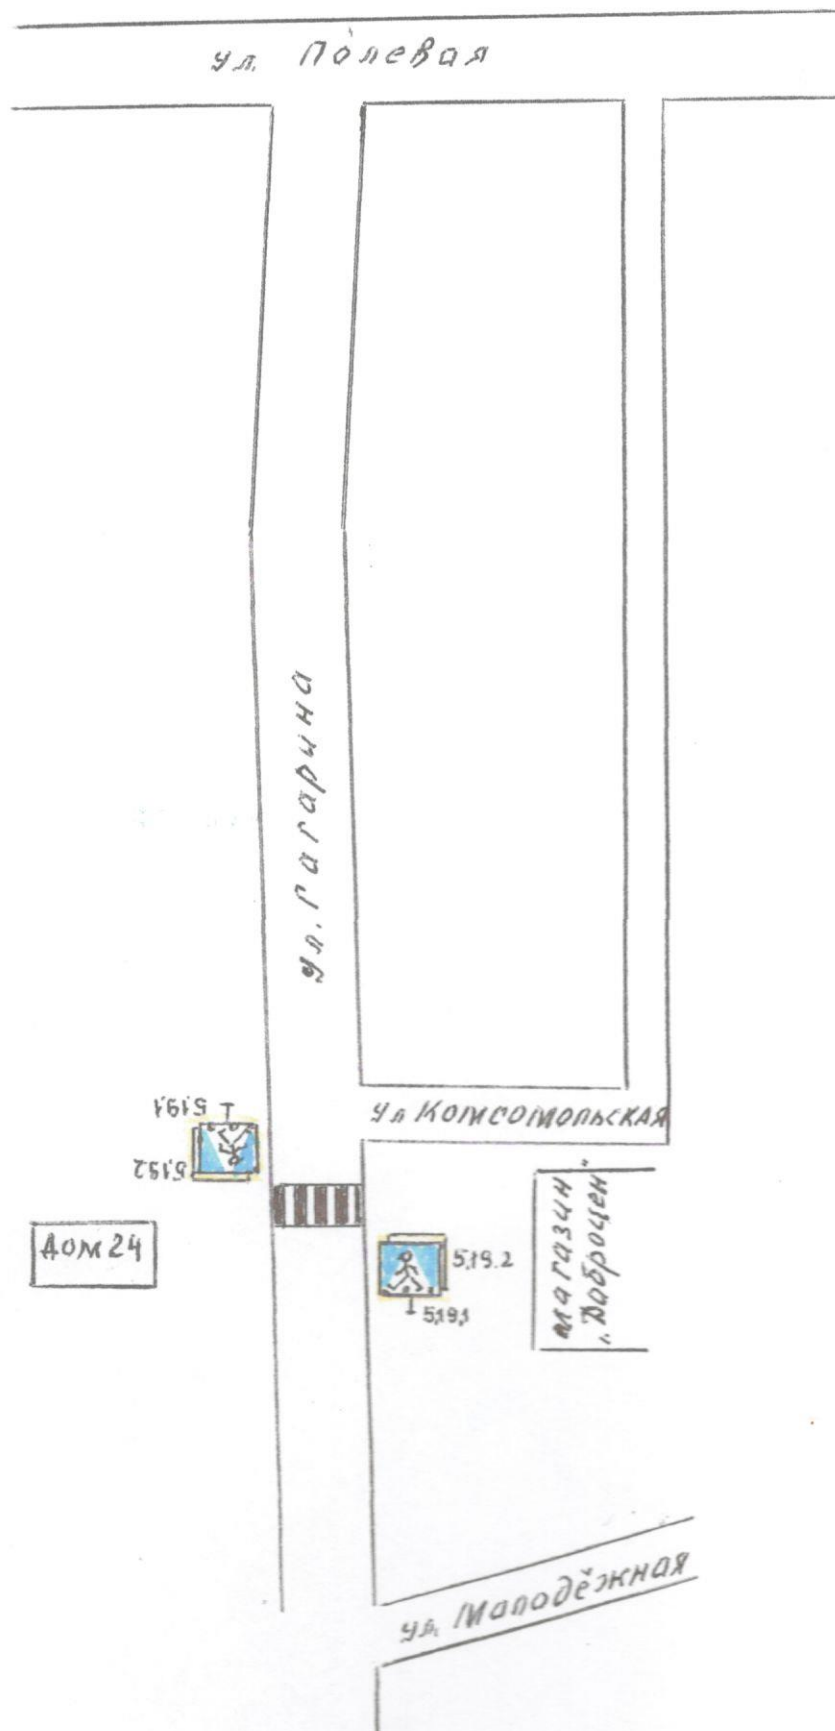 ул. Полевая
ул. Гагарина
ул Комсомольская
5.19.1
5.19.2
Дом 24
5.19.2
5.19.1
магазин
"Доброцен"
ул. Молодёжная